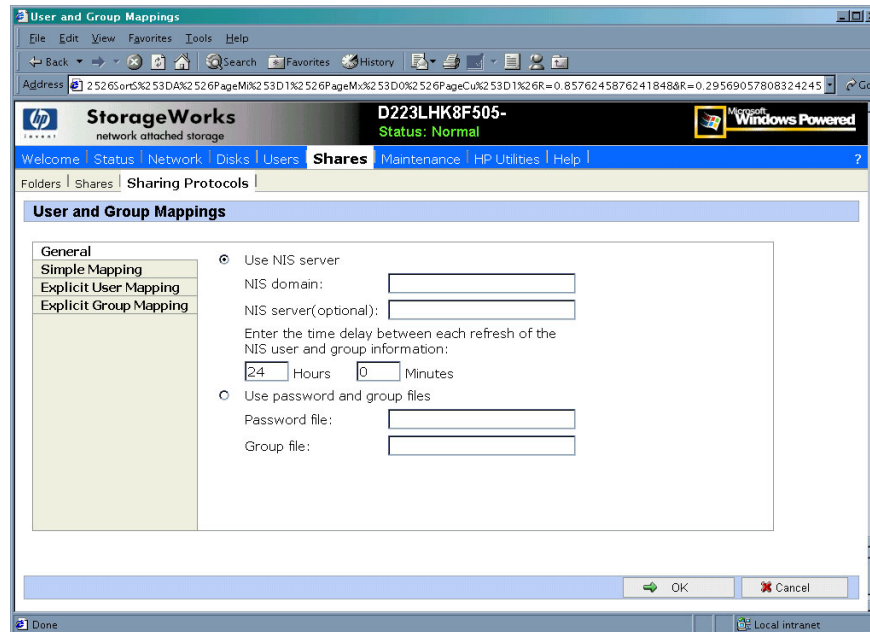 User and Group Mappings
File Edit View Favorites Tools Help
Back Search Favorites History
Address 2526SortS%253DA%2526PageMi%253D1%2526PageMx%253D0%2526PageCu%253D1%26R=0.8576245876241848&R=0.29569057808324245 Go
hp
invent
StorageWorks
network attached storage
D223LHK8F505-
Status: Normal
Microsoft
Windows Powered
Welcome | Status | Network | Disks | Users | Shares | Maintenance | HP Utilities | Help | ?
Folders | Shares | Sharing Protocols |
User and Group Mappings
General
Simple Mapping
Explicit User Mapping
Explicit Group Mapping
Use NIS server
NIS domain:
NIS server(optional):
Enter the time delay between each refresh of the
NIS user and group information:
24 Hours 0 Minutes
Use password and group files
Password file:
Group file:
OK Cancel
Done Local intranet